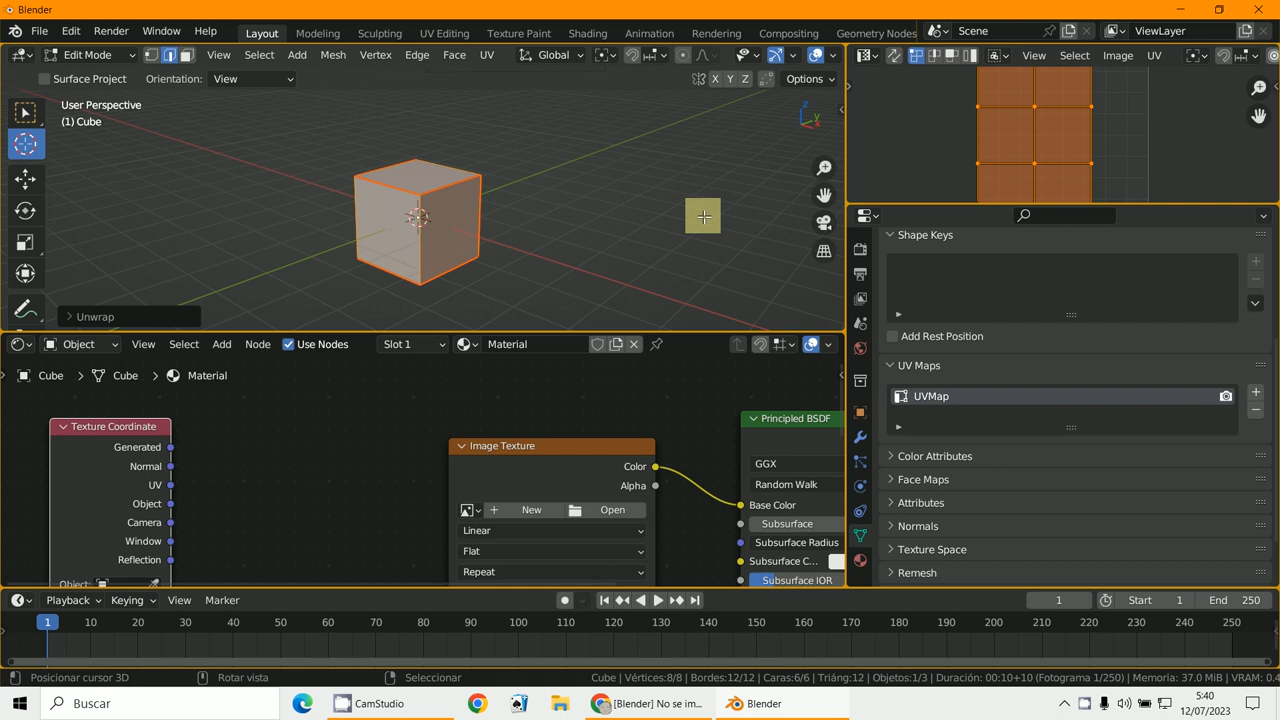 Blender
File Edit Render Window Help Layout Modeling Sculpting UV Editing Texture Paint Shading Animation Rendering Compositing Geometry Nodes Scene ViewLayer
Edit Mode View Select Add Mesh Vertex Edge Face UV Global View Select Image UV
Surface Project Orientation: View X Y Z Options
User Perspective
(1) Cube
Z
Y
Unwrap
Shape Keys
Add Rest Position
UV Maps
UVMap
Color Attributes
Face Maps
Attributes
Normals
Texture Space
Remesh
Object View Select Add Node Use Nodes Slot 1 Material
Cube > Cube > Material
Texture Coordinate
Generated
Normal
UV
Object
Camera
Window
Reflection
Object:
Image Texture
Color
Alpha
New Open
Linear
Flat
Repeat
Principled BSDF
GGX
Random Walk
Base Color
Subsurface
Subsurface Radius
Subsurface C...
Subsurface IOR
Playback Keying View Marker 1 Start 1 End 250
1 10 20 30 40 50 60 70 80 90 100 110 120 130 140 150 160 170 180 190 200 210 220 230 240 250
Posicionar cursor 3D Rotar vista Seleccionar Cube | Vértices:8/8 | Bordes:12/12 | Caras:6/6 | Triáng:12 | Objetos:1/3 | Duración: 00:10+10 (Fotograma 1/250) | Memoria: 37.0 MiB | VRAM: 0.4
Buscar CamStudio [Blender] No se im... Blender 5:40
12/07/2023